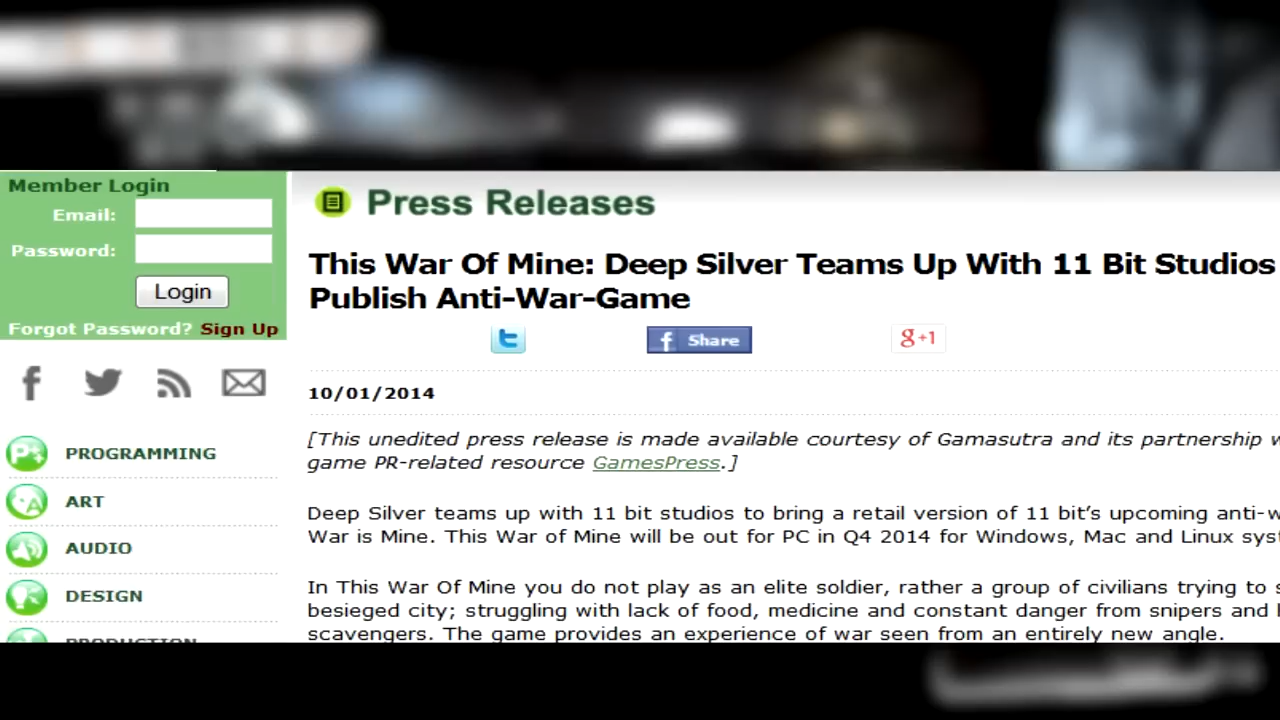 Member Login
Email:
Password:
Login
Forgot Password? Sign Up
PROGRAMMING
ART
AUDIO
DESIGN
PRODUCTION
Press Releases
This War Of Mine: Deep Silver Teams Up With 11 Bit Studios
Publish Anti-War-Game
Share
g+1
10/01/2014
[This unedited press release is made available courtesy of Gamasutra and its partnership w
game PR-related resource GamesPress.]
Deep Silver teams up with 11 bit studios to bring a retail version of 11 bit's upcoming anti-w
War is Mine. This War of Mine will be out for PC in Q4 2014 for Windows, Mac and Linux syst
In This War Of Mine you do not play as an elite soldier, rather a group of civilians trying to s
besieged city; struggling with lack of food, medicine and constant danger from snipers and
scavengers. The game provides an experience of war seen from an entirely new angle.